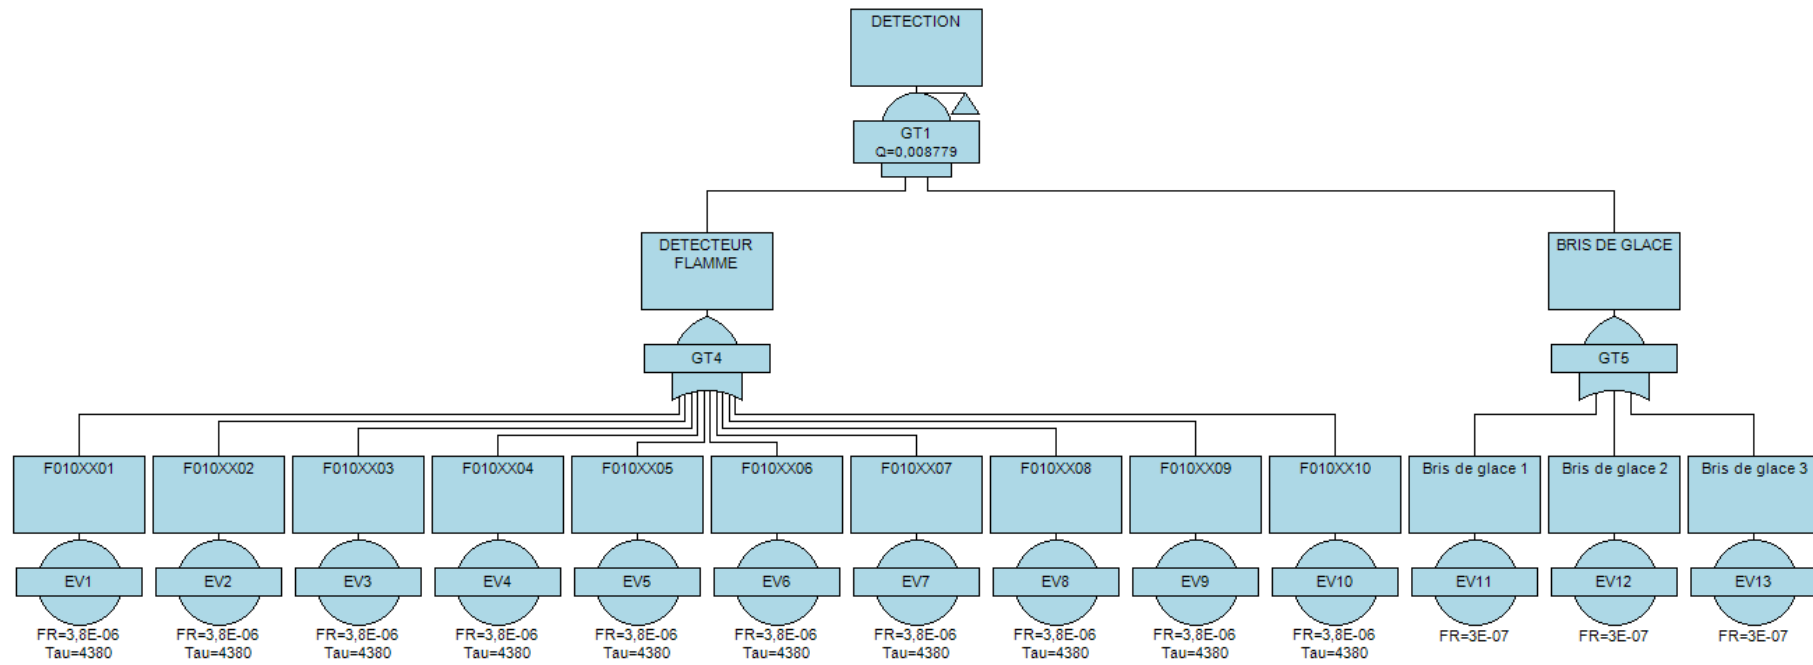 DETECTION
GT1
Q=0,008779
DETECTEUR
FLAMME
BRIS DE GLACE
GT4
GT5
F010XX01
F010XX02
F010XX03
F010XX04
F010XX05
F010XX06
F010XX07
F010XX08
F010XX09
F010XX10
Bris de glace 1
Bris de glace 2
Bris de glace 3
EV1
EV2
EV3
EV4
EV5
EV6
EV7
EV8
EV9
EV10
EV11
EV12
EV13
FR=3,8E-06
Tau=4380
FR=3,8E-06
Tau=4380
FR=3,8E-06
Tau=4380
FR=3,8E-06
Tau=4380
FR=3,8E-06
Tau=4380
FR=3,8E-06
Tau=4380
FR=3,8E-06
Tau=4380
FR=3,8E-06
Tau=4380
FR=3,8E-06
Tau=4380
FR=3,8E-06
Tau=4380
FR=3E-07
FR=3E-07
FR=3E-07